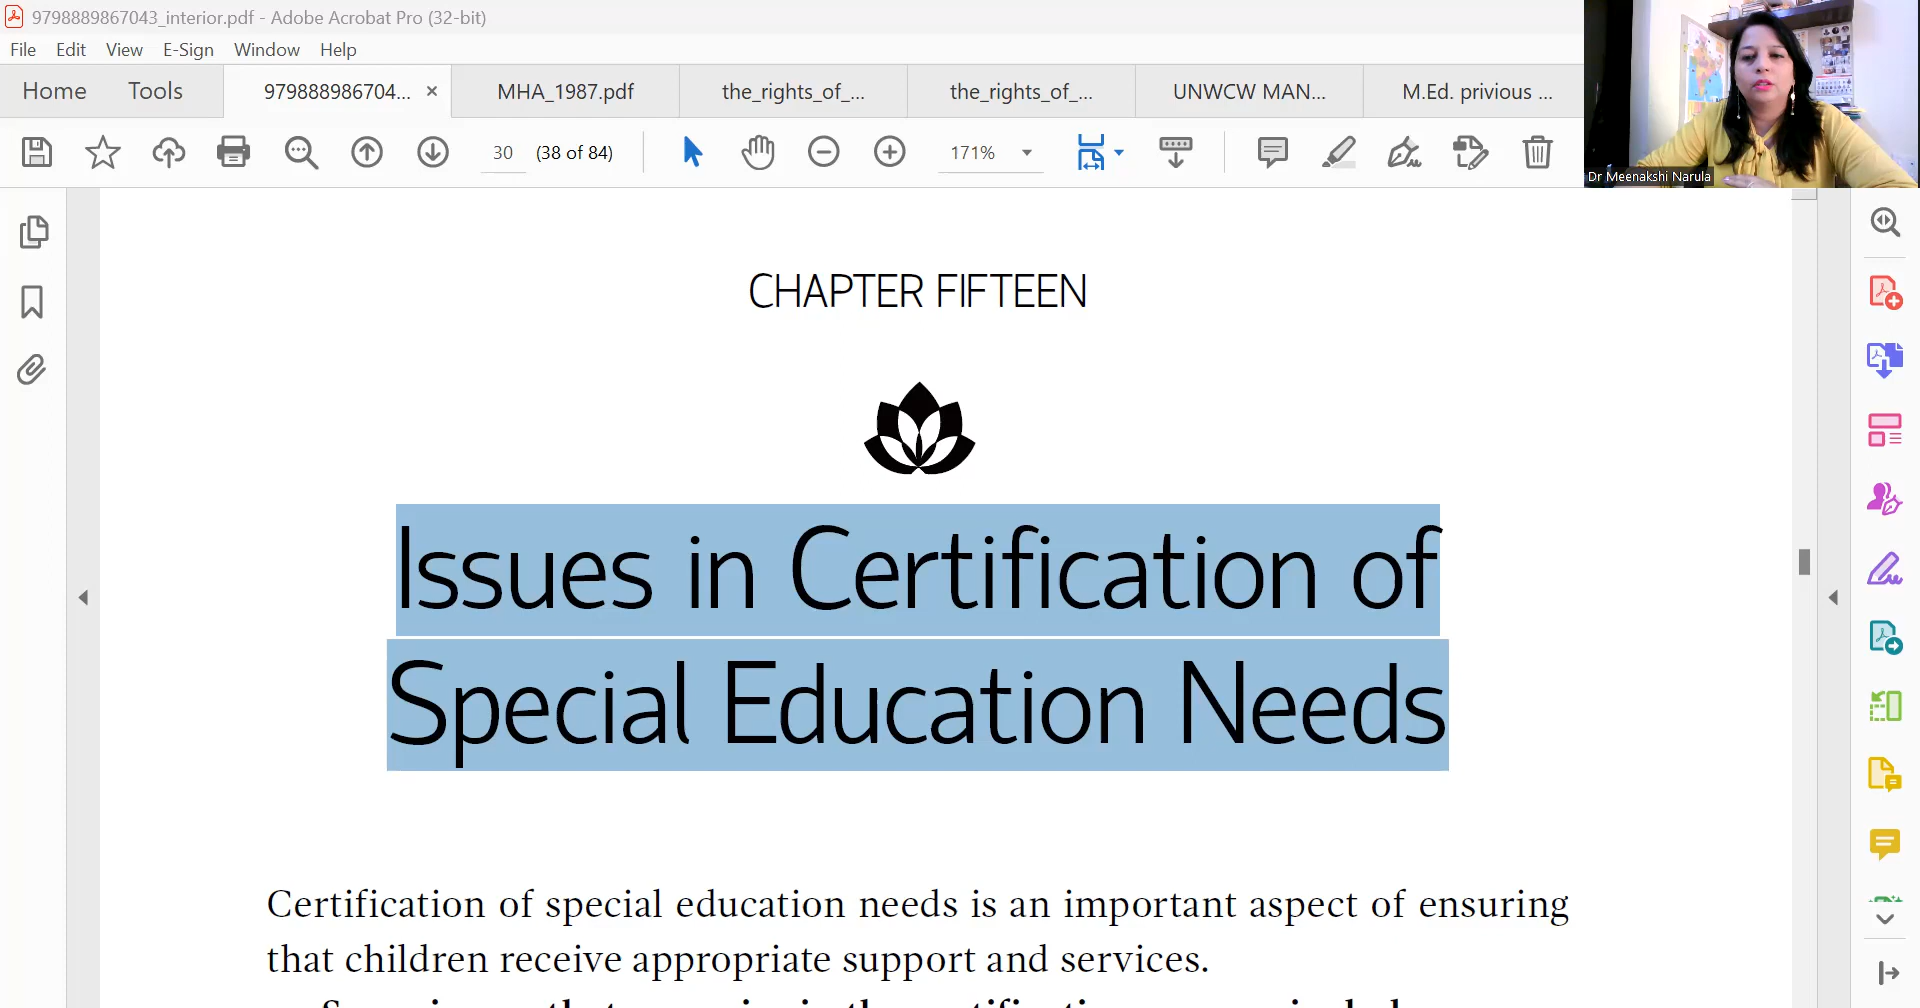 9798889867043_interior.pdf - Adobe Acrobat Pro (32-bit)
File Edit View E-Sign Window Help
Home Tools 979888986704... × MHA_1987.pdf the_rights_of_... the_rights_of_... UNWCW MAN... M.Ed. privious ...
30 (38 of 84) 171%
Dr Meenakshi Narula
CHAPTER FIFTEEN
Issues in Certification of
Special Education Needs
Certification of special education needs is an important aspect of ensuring
that children receive appropriate support and services.